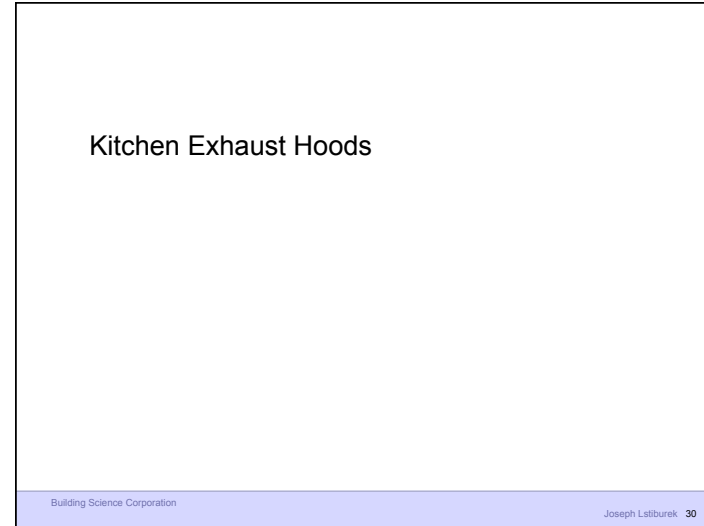 Kitchen Exhaust Hoods
Building Science Corporation
Joseph Lstiburek 30